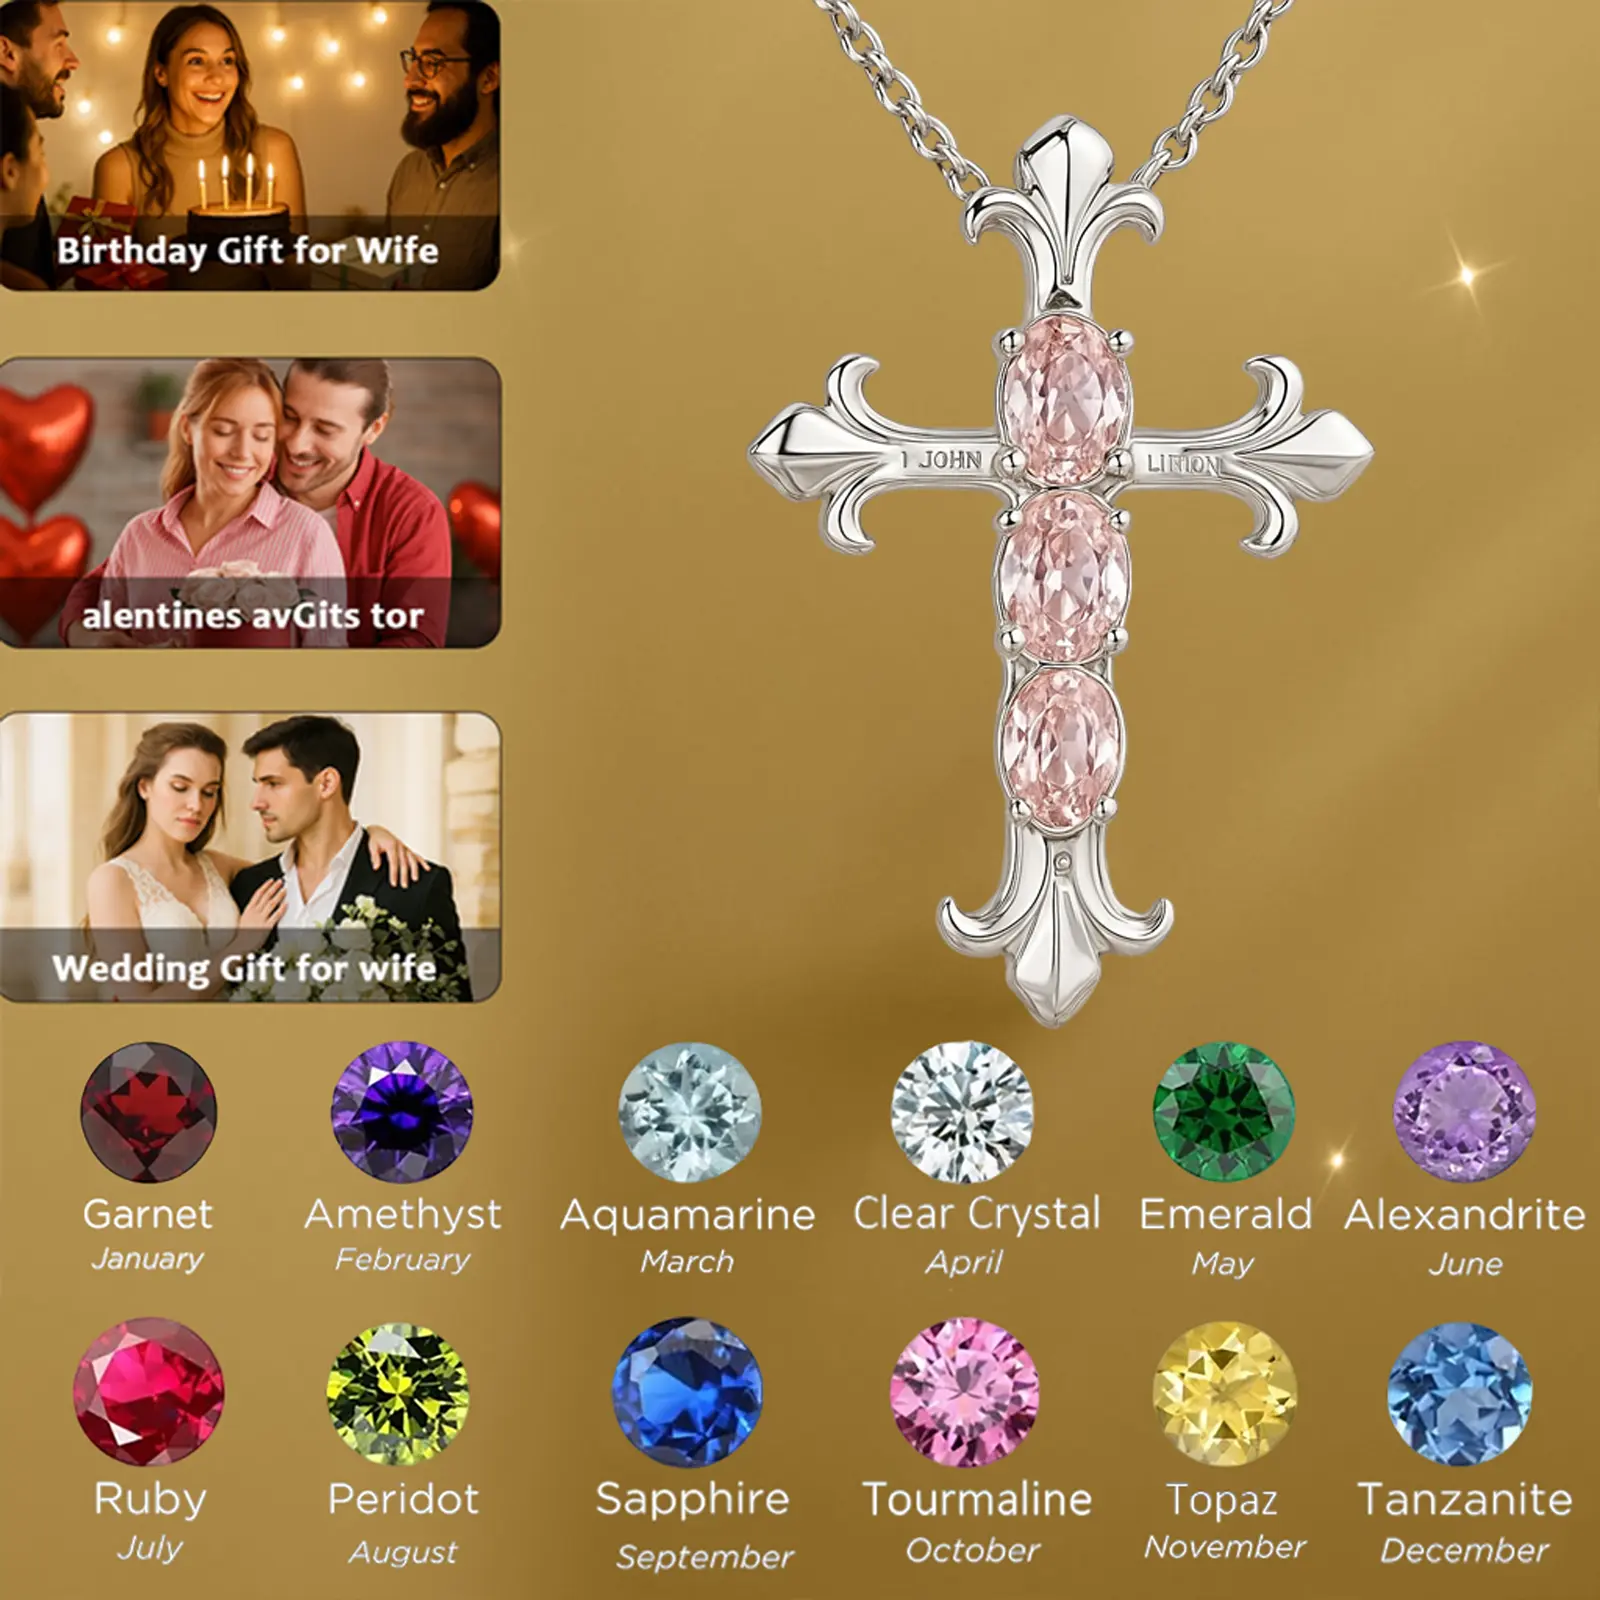 Birthday Gift for Wife
alentines avGits tor
Wedding Gift for wife
1 JOHN
Garnet
January
Amethyst
February
Aquamarine
March
Clear Crystal
April
Emerald
May
Alexandrite
June
Ruby
July
Peridot
August
Sapphire
September
Tourmaline
October
Topaz
November
Tanzanite
December